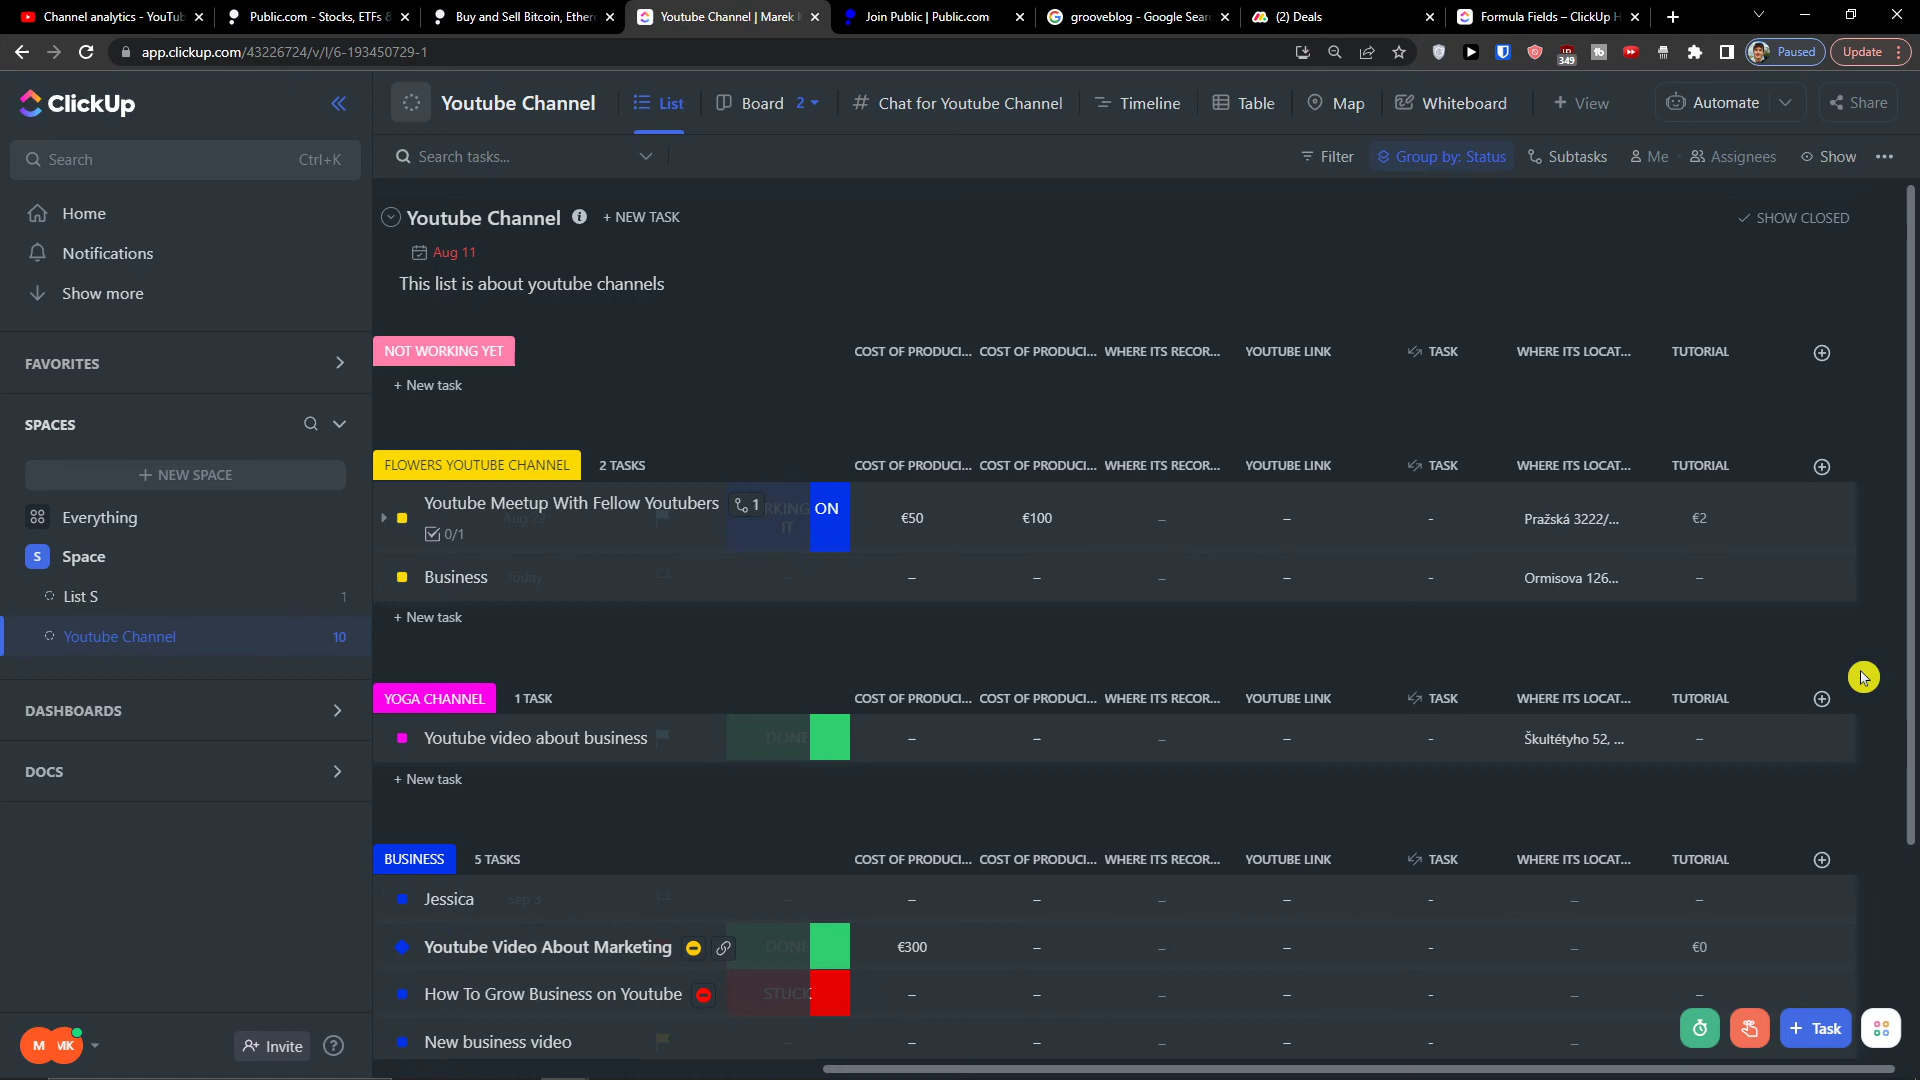 Channel analytics - YouTu
Public.com - Stocks, ETFs &
Buy and Sell Bitcoin, Ether
Youtube Channel | Marek
Join Public | Public.com
grooveblog - Google Sear
(2) Deals
Formula Fields – ClickUp H
app.clickup.com/43226724/v/l/6-193450729-1
349
Paused
Update
ClickUp
Youtube Channel
List
Board 2
# Chat for Youtube Channel
Timeline
Table
Map
Whiteboard
+ View
Automate
Share
Search Ctrl+K
Search tasks...
Filter
Group by: Status
Subtasks
Me
Assignees
Show
Home
Notifications
Show more
FAVORITES
SPACES
+ NEW SPACE
Everything
S Space
List S 1
Youtube Channel 10
DASHBOARDS
DOCS
M MK
Invite
?
Youtube Channel
+ NEW TASK
SHOW CLOSED
Aug 11
This list is about youtube channels
NOT WORKING YET COST OF PRODUCI... COST OF PRODUCI... WHERE ITS RECOR... YOUTUBE LINK TASK WHERE ITS LOCAT... TUTORIAL
+ New task
FLOWERS YOUTUBE CHANNEL 2 TASKS COST OF PRODUCI... COST OF PRODUCI... WHERE ITS RECOR... YOUTUBE LINK TASK WHERE ITS LOCAT... TUTORIAL
Youtube Meetup With Fellow Youtubers 1 RKING ON IT €50 €100 – – - Pražská 3222/... €2
0/1
Business Today – – – – – - Ormisova 126... –
+ New task
YOGA CHANNEL 1 TASK COST OF PRODUCI... COST OF PRODUCI... WHERE ITS RECOR... YOUTUBE LINK TASK WHERE ITS LOCAT... TUTORIAL
Youtube video about business DONE – – – – - Škultétyho 52, ... –
+ New task
BUSINESS 5 TASKS COST OF PRODUCI... COST OF PRODUCI... WHERE ITS RECOR... YOUTUBE LINK TASK WHERE ITS LOCAT... TUTORIAL
Jessica Sep 3 – – – – – - – –
Youtube Video About Marketing DONE €300 – – – - – €0
How To Grow Business on Youtube STUCK – – – – - – –
New business video – – – – – - – –
+ Task